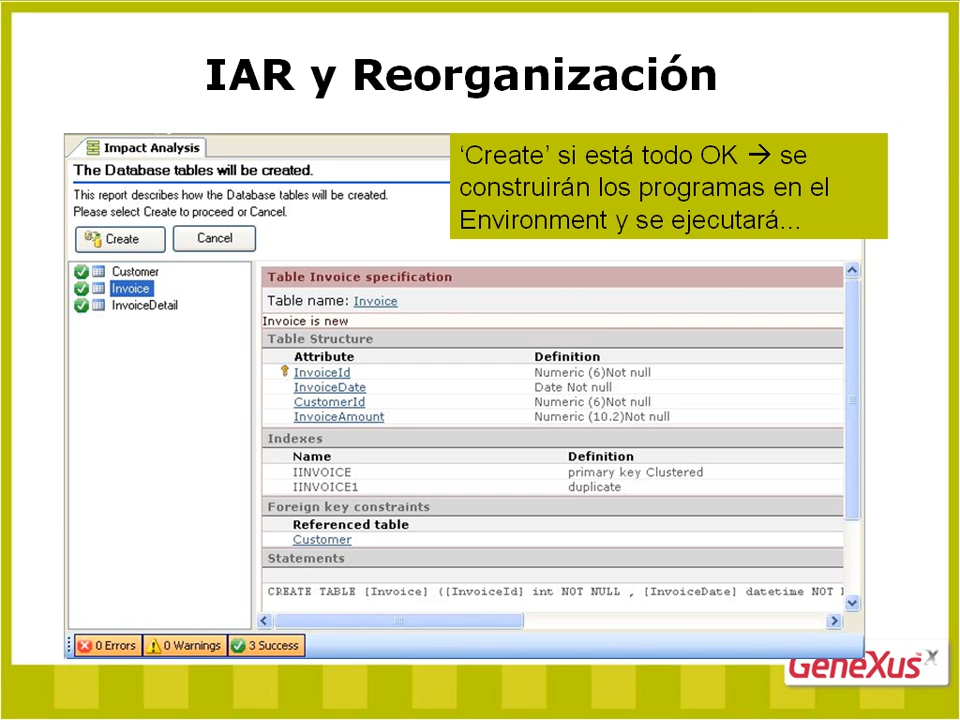 IAR y Reorganización
Impact Analysis
‘Create’ si está todo OK → se
construirán los programas en el
Environment y se ejecutará...
The Database tables will be created.
This report describes how the Database tables will be created.
Please select Create to proceed or Cancel.
Create Cancel
Customer
Invoice
InvoiceDetail
Table Invoice specification
Table name: Invoice
Invoice is new
Table Structure
Attribute Definition
InvoiceId Numeric (6)Not null
InvoiceDate Date Not null
CustomerId Numeric (6)Not null
InvoiceAmount Numeric (10.2)Not null
Indexes
Name Definition
IINVOICE primary key Clustered
IINVOICE1 duplicate
Foreign key constraints
Referenced table
Customer
Statements
CREATE TABLE [Invoice] ([InvoiceId] int NOT NULL , [InvoiceDate] datetime NOT
0 Errors 0 Warnings 3 Success
GeneXus™ X